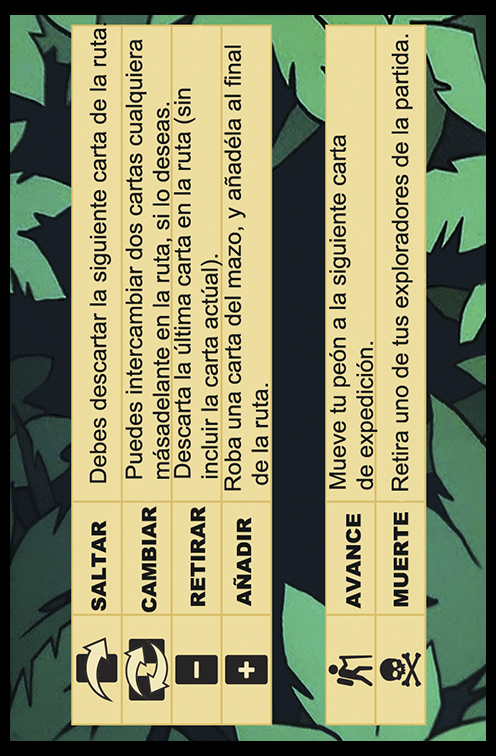 SALTAR Debes descartar la siguiente carta de la ruta.
CAMBIAR Puedes intercambiar dos cartas cualquiera
másadelante en la ruta, si lo deseas.
RETIRAR Descarta la última carta en la ruta (sin
incluir la carta actúal).
AÑADIR Roba una carta del mazo, y añadéla al final
de la ruta.
AVANCE Mueve tu peón a la siguiente carta
de expedición.
MUERTE Retira uno de tus exploradores de la partida.